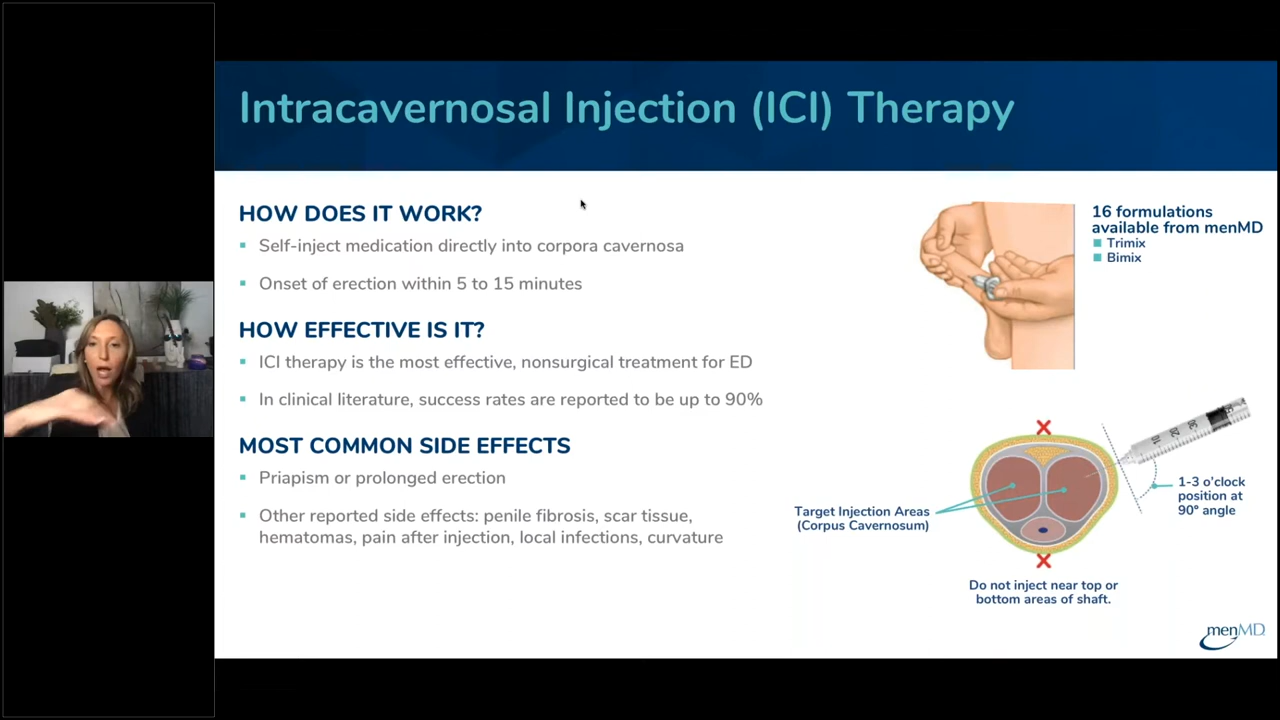 Intracavernosal Injection (ICI) Therapy
HOW DOES IT WORK?
Self-inject medication directly into corpora cavernosa
Onset of erection within 5 to 15 minutes
HOW EFFECTIVE IS IT?
ICI therapy is the most effective, nonsurgical treatment for ED
In clinical literature, success rates are reported to be up to 90%
MOST COMMON SIDE EFFECTS
Priapism or prolonged erection
Other reported side effects: penile fibrosis, scar tissue,
hematomas, pain after injection, local infections, curvature
16 formulations
available from menMD
Trimix
Bimix
10 20 30
Target Injection Areas
(Corpus Cavernosum)
1-3 o'clock
position at
90º angle
Do not inject near top or
bottom areas of shaft.
menMD